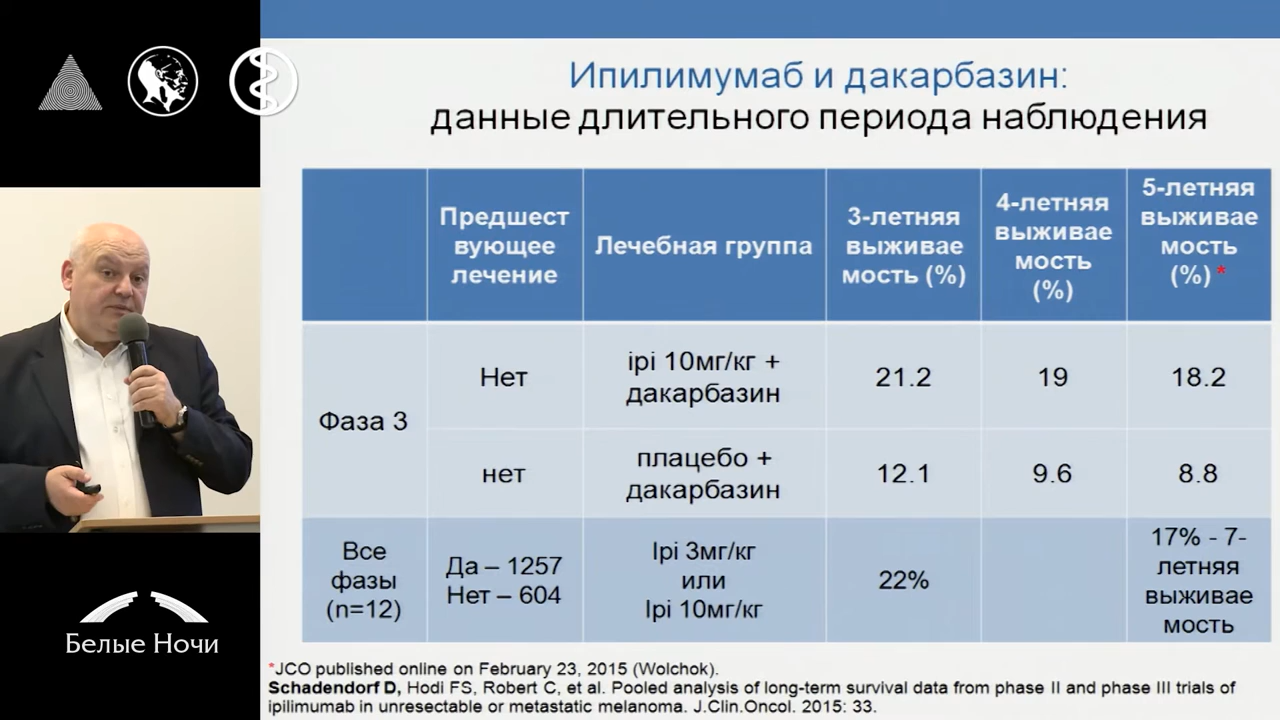 Ипилимумаб и дакарбазин:
данные длительного периода наблюдения
Предшест
вующее
лечение
Лечебная группа
3-летняя
выживае
мость (%)
4-летняя
выживае
мость
(%)
5-летняя
выживае
мость
(%) *
Фаза 3
Нет
ipi 10мг/кг +
дакарбазин
21.2
19
18.2
нет
плацебо +
дакарбазин
12.1
9.6
8.8
Все
фазы
(n=12)
Да – 1257
Нет – 604
Ipi 3мг/кг
или
Ipi 10мг/кг
22%
17% - 7-
летняя
выживае
мость
*JCO published online on February 23, 2015 (Wolchok).
Schadendorf D, Hodi FS, Robert C, et al. Pooled analysis of long-term survival data from phase II and phase III trials of
ipilimumab in unresectable or metastatic melanoma. J.Clin.Oncol. 2015: 33.
Белые Ночи